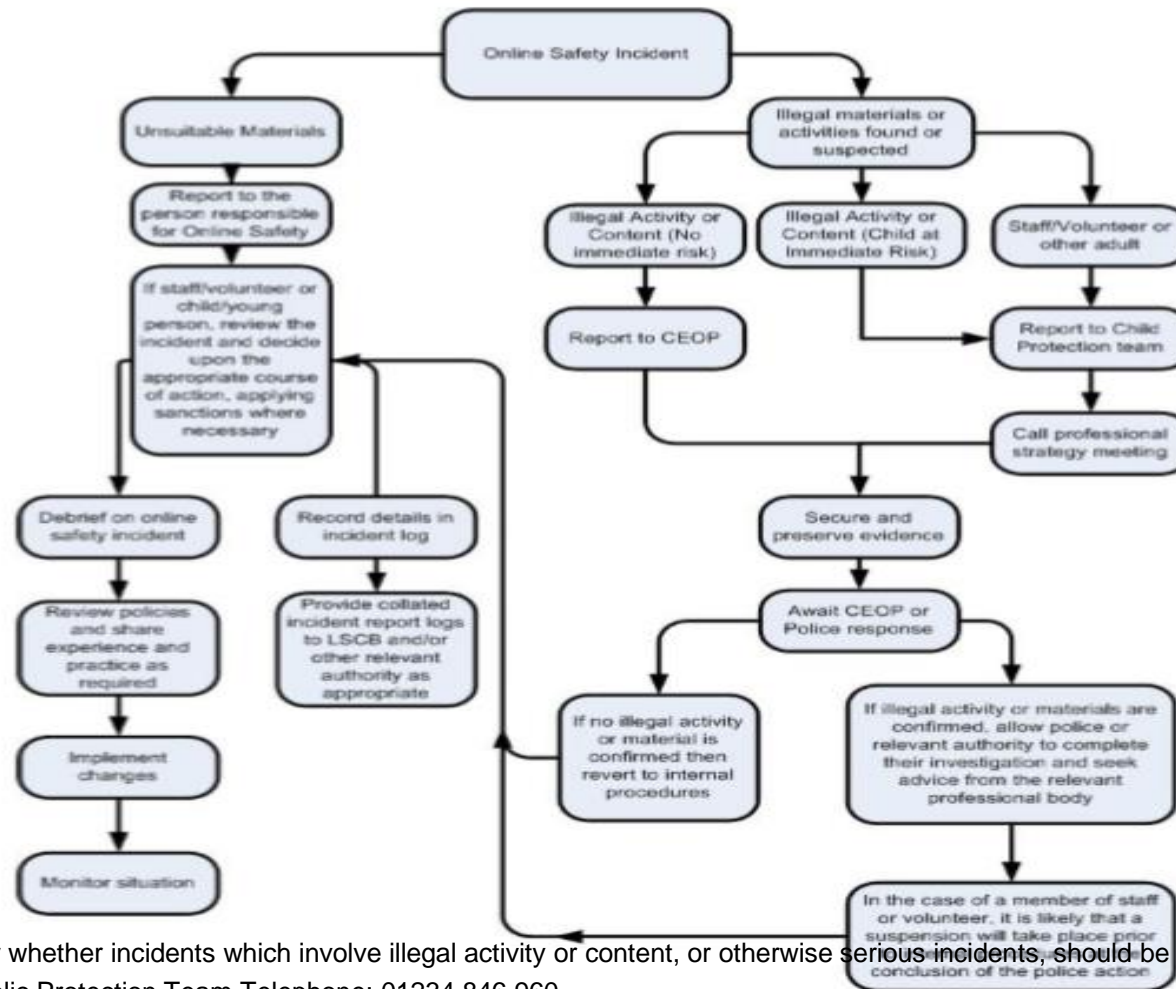 Online Safety Incident
Unsuitable Materials
Report to the
person responsible
for Online Safety
If staff/volunteer or
child/young
person, review the
incident and decide
upon the
appropriate course
of action, applying
sanctions where
necessary
Debrief on online
safety incident
Review policies
and share
experience and
practice as
required
Implement
changes
Monitor situation
Record details in
incident log
Provide collated
incident report logs
to LSCB and/or
other relevant
authority as
appropriate
Illegal materials or
activities found or
suspected
Illegal Activity or
Content (No
immediate risk)
Illegal Activity or
Content (Child at
Immediate Risk)
Staff/Volunteer or
other adult
Report to CEOP
Report to Child
Protection team
Call professional
strategy meeting
Secure and
preserve evidence
Await CEOP or
Police response
If no illegal activity
or material is
confirmed then
revert to internal
procedures
If illegal activity or materials are
confirmed, allow police or
relevant authority to complete
their investigation and seek
advice from the relevant
professional body
In the case of a member of staff
or volunteer, it is likely that a
suspension will take place prior
conclusion of the police action
whether incidents which involve illegal activity or content, or otherwise serious incidents, should be
Protection Team Telephone: 01234 846 960